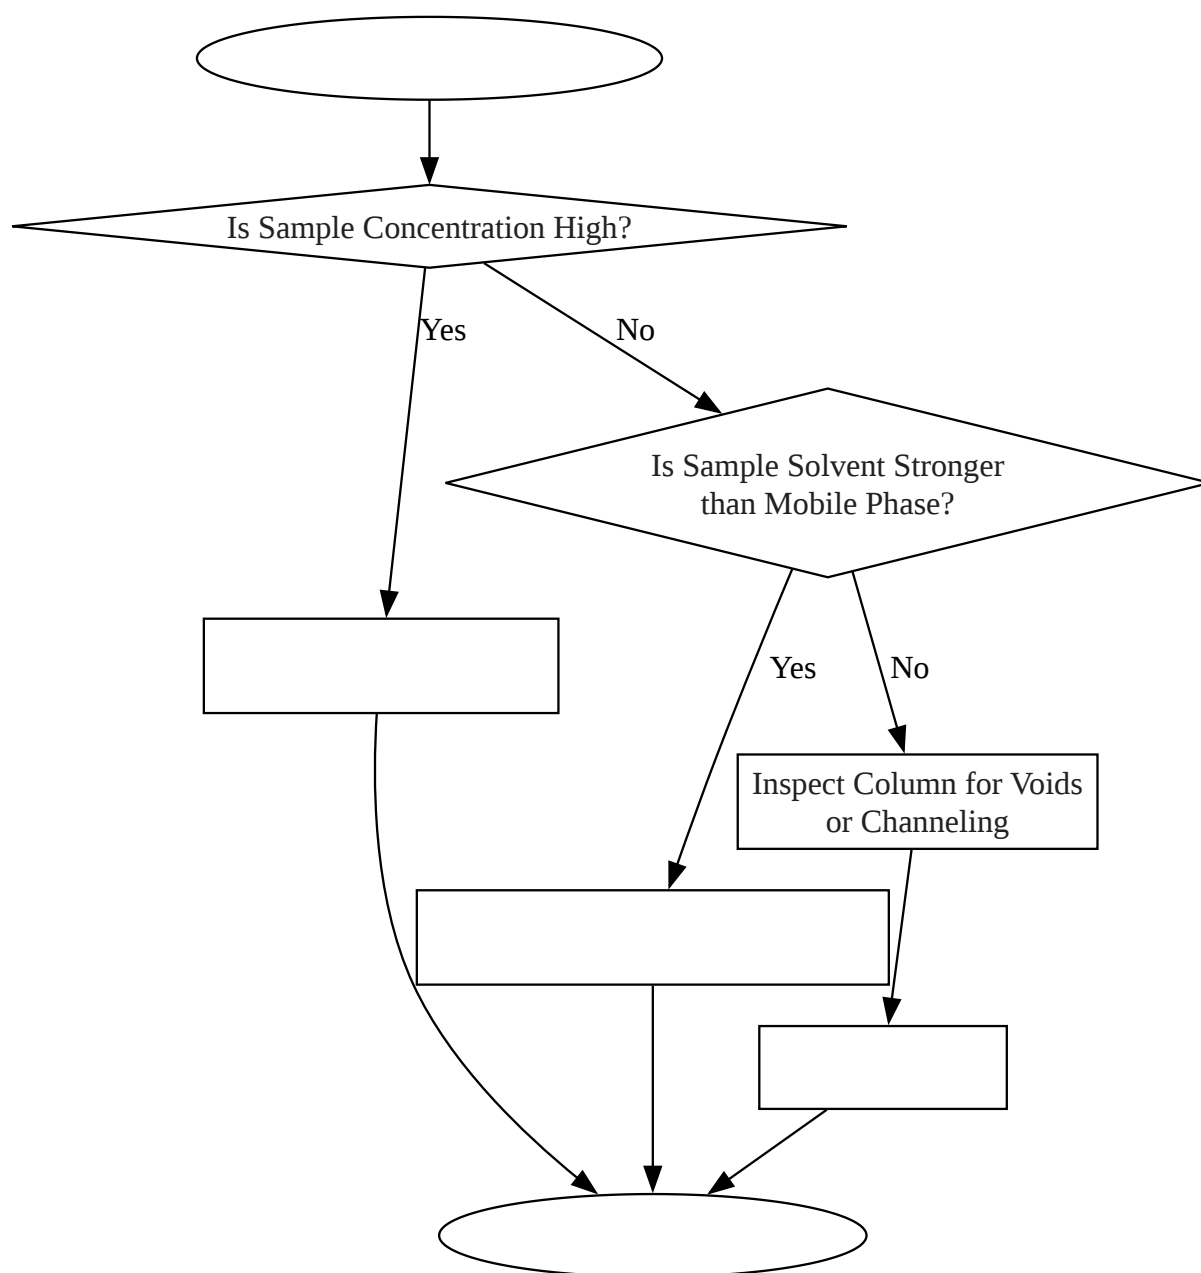 Is Sample Concentration High?
Yes
No
Is Sample Solvent Stronger
than Mobile Phase?
Yes
No
Inspect Column for Voids
or Channeling